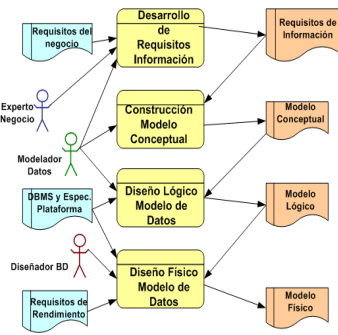 Requisitos del
negocio
Desarrollo
de
Requisitos
Información
Requisitos de
Información
Experto
Negocio
Construcción
Modelo
Conceptual
Modelo
Conceptual
Modelador
Datos
DBMS y Espec.
Plataforma
Diseño Lógico
Modelo de
Datos
Modelo
Lógico
Diseñador BD
Requisitos de
Rendimiento
Diseño Físico
Modelo de
Datos
Modelo
Físico